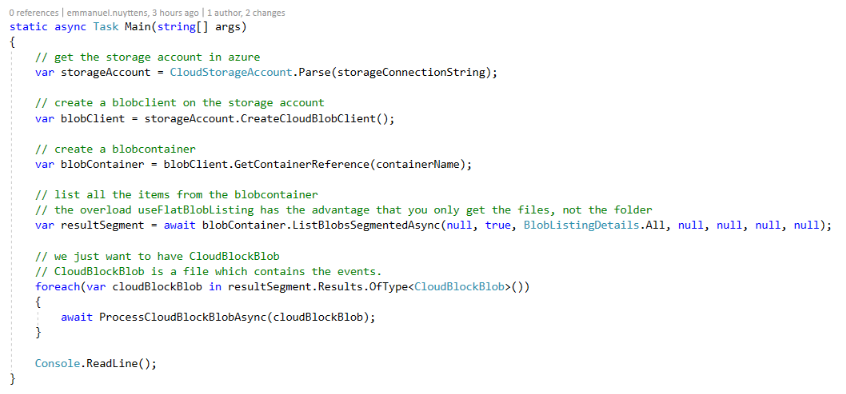 0 references | emmanuel.nuyttens, 3 hours ago | 1 author, 2 changes
static async Task Main(string[] args)
{
// get the storage account in azure
var storageAccount = CloudStorageAccount.Parse(storageConnectionString);
// create a blobclient on the storage account
var blobClient = storageAccount.CreateCloudBlobClient();
// create a blobcontainer
var blobContainer = blobClient.GetContainerReference(containerName);
// list all the items from the blobcontainer
// the overload useFlatBlobListing has the advantage that you only get the files, not the folder
var resultSegment = await blobContainer.ListBlobsSegmentedAsync(null, true, BlobListingDetails.All, null, null, null, null);
// we just want to have CloudBlockBlob
// CloudBlockBlob is a file which contains the events.
foreach(var cloudBlockBlob in resultSegment.Results.OfType<CloudBlockBlob>())
{
await ProcessCloudBlockBlobAsync(cloudBlockBlob);
}
Console.ReadLine();
}